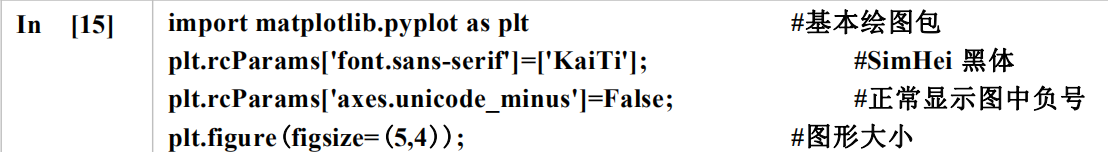 In [15] import matplotlib.pyplot as plt #基本绘图包
plt.rcParams['font.sans-serif']=['KaiTi']; #SimHei 黑体
plt.rcParams['axes.unicode_minus']=False; #正常显示图中负号
plt.figure(figsize=(5,4)); #图形大小